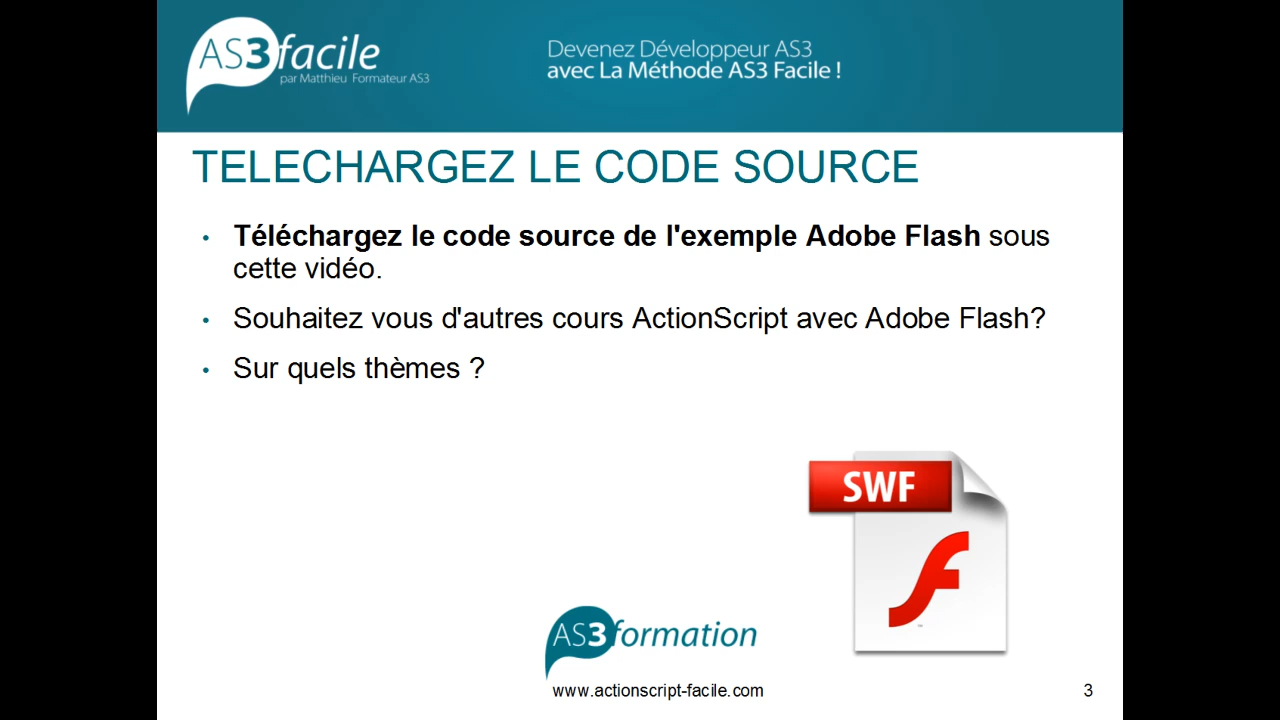 AS3facile
par Matthieu Formateur AS3
Devenez Développeur AS3
avec La Méthode AS3 Facile !
TELECHARGEZ LE CODE SOURCE
• Téléchargez le code source de l'exemple Adobe Flash sous
cette vidéo.
• Souhaitez vous d'autres cours ActionScript avec Adobe Flash?
• Sur quels thèmes ?
SWF
AS3formation
www.actionscript-facile.com
3